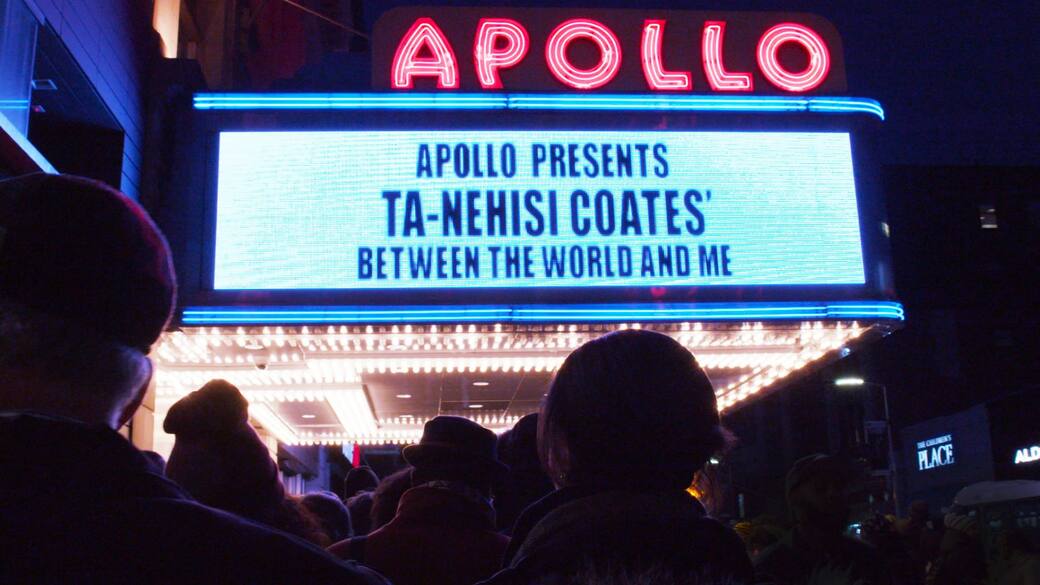 APOLLO
APOLLO PRESENTS
TA-NEHISI COATES'
BETWEEN THE WORLD AND ME
THE CHILDREN'S
PLACE
ALD